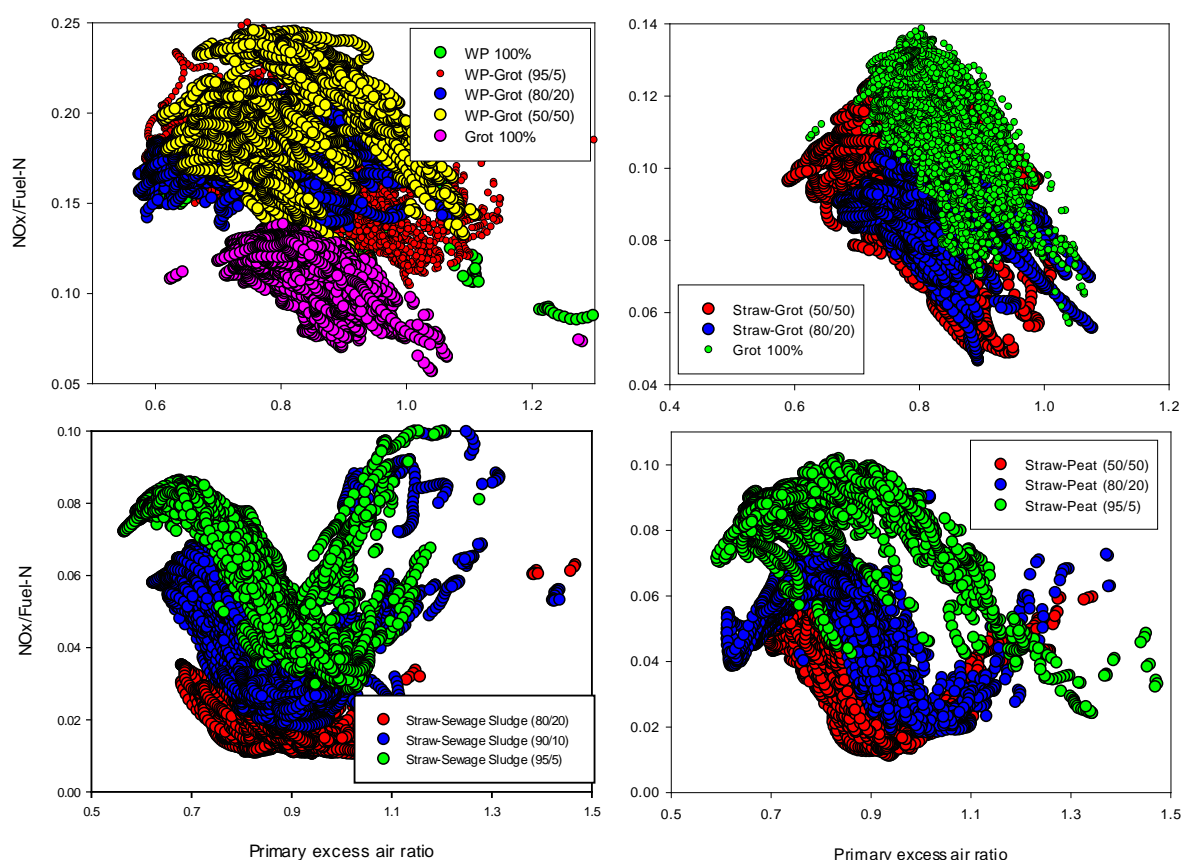 0.25
0.20
0.15
0.10
0.05
0.6
0.8
1.0
1.2
NOx/Fuel-N
WP 100%
WP-Grot (95/5)
WP-Grot (80/20)
WP-Grot (50/50)
Grot 100%
0.14
0.12
0.10
0.08
0.06
0.04
0.4
0.6
0.8
1.0
1.2
Straw-Grot (50/50)
Straw-Grot (80/20)
Grot 100%
0.10
0.08
0.06
0.04
0.02
0.00
0.5
0.7
0.9
1.1
1.3
1.5
NOx/Fuel-N
Primary excess air ratio
Straw-Sewage Sludge (80/20)
Straw-Sewage Sludge (90/10)
Straw-Sewage Sludge (95/5)
0.10
0.08
0.06
0.04
0.02
0.00
0.5
0.7
0.9
1.1
1.3
1.5
Primary excess air ratio
Straw-Peat (50/50)
Straw-Peat (80/20)
Straw-Peat (95/5)